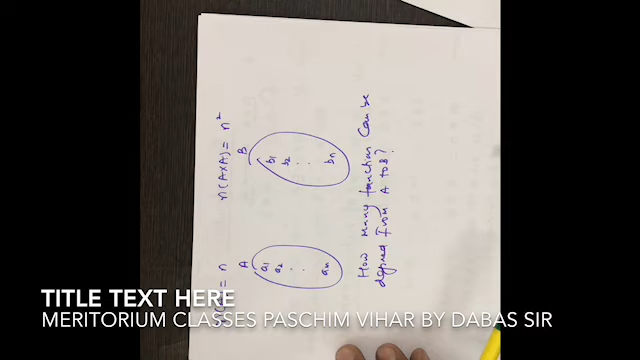 n(A) = n n(A×A) = n²
A B
a₁ b₁
a₂ b₂
. .
. .
aₙ bₙ
How many function can be
defined from A to B?
TITLE TEXT HERE
MERITORIUM CLASSES PASCHIM VIHAR BY DABAS SIR